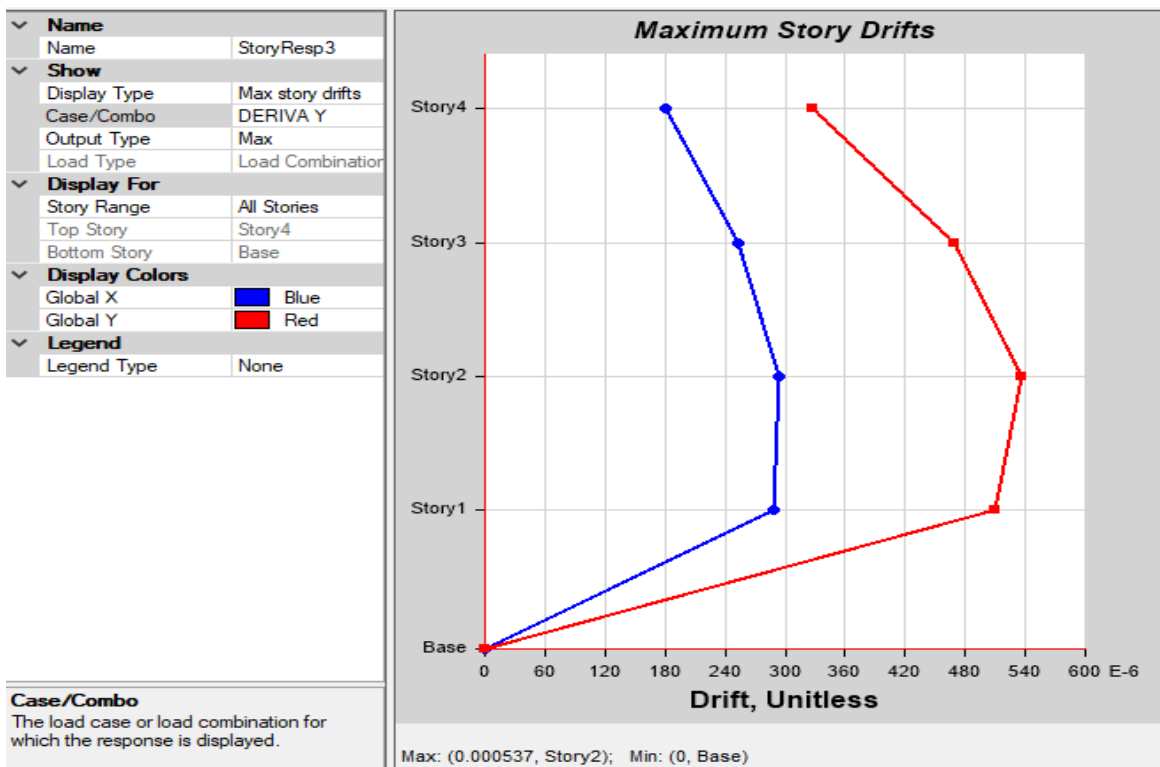 Name
Name StoryResp3
Show
Display Type Max story drifts
Case/Combo DERIVA Y
Output Type Max
Load Type Load Combination
Display For
Story Range All Stories
Top Story Story4
Bottom Story Base
Display Colors
Global X Blue
Global Y Red
Legend
Legend Type None
Case/Combo
The load case or load combination for
which the response is displayed.
Maximum Story Drifts
Story4
Story3
Story2
Story1
Base
0 60 120 180 240 300 360 420 480 540 600 E-6
Drift, Unitless
Max: (0.000537, Story2); Min: (0, Base)